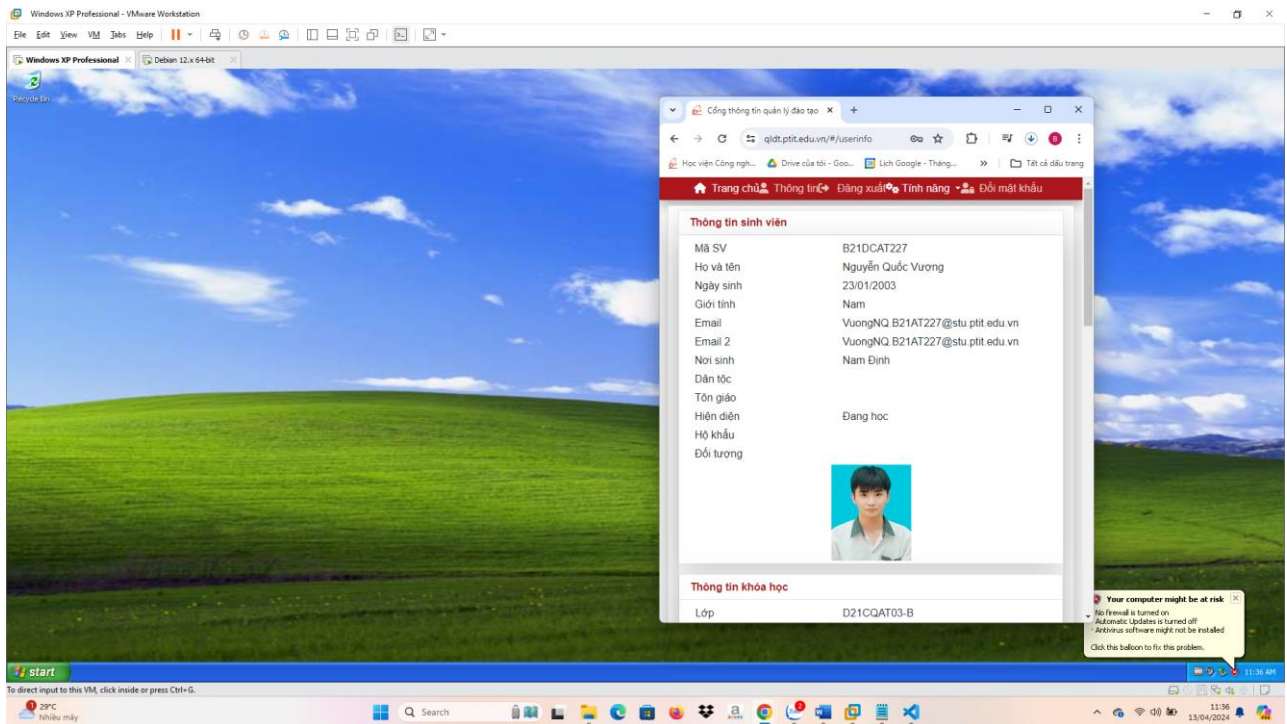 Windows XP Professional - VMware Workstation
File Edit View VM Tabs Help
Windows XP Professional Debian 12.x 64-bit
Recycle Bin
Cổng thông tin quản lý đào tạo
qldt.ptit.edu.vn/#/userinfo
B
Học viện Công ngh... Drive của tôi - Goo... Lịch Google - Tháng... » Tất cả dấu trang
Trang chủ Thông tin Đăng xuất Tính năng Đổi mật khẩu
Thông tin sinh viên
Mã SV B21DCAT227
Họ và tên Nguyễn Quốc Vượng
Ngày sinh 23/01/2003
Giới tính Nam
Email VuongNQ.B21AT227@stu.ptit.edu.vn
Email 2 VuongNQ.B21AT227@stu.ptit.edu.vn
Nơi sinh Nam Định
Dân tộc
Tôn giáo
Hiện diện Đang học
Hộ khẩu
Đối tượng
Thông tin khóa học
Lớp D21CQAT03-B
Your computer might be at risk
No firewall is turned on
Automatic Updates is turned off
Antivirus software might not be installed
Click this balloon to fix this problem.
start
11:36 AM
To direct input to this VM, click inside or press Ctrl+G.
29°C
Nhiều mây
Search
11:36
13/04/2024